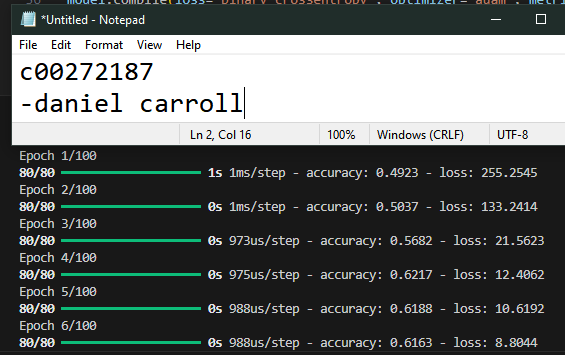 model.compile(loss='binary_crossentropy', optimizer='adam', metri
*Untitled - Notepad
File Edit Format View Help
c00272187
-daniel carroll
Ln 2, Col 16 100% Windows (CRLF) UTF-8
Epoch 1/100
80/80 1s 1ms/step - accuracy: 0.4923 - loss: 255.2545
Epoch 2/100
80/80 0s 1ms/step - accuracy: 0.5037 - loss: 133.2414
Epoch 3/100
80/80 0s 973us/step - accuracy: 0.5682 - loss: 21.5623
Epoch 4/100
80/80 0s 975us/step - accuracy: 0.6217 - loss: 12.4062
Epoch 5/100
80/80 0s 988us/step - accuracy: 0.6188 - loss: 10.6192
Epoch 6/100
80/80 0s 988us/step - accuracy: 0.6163 - loss: 8.8044